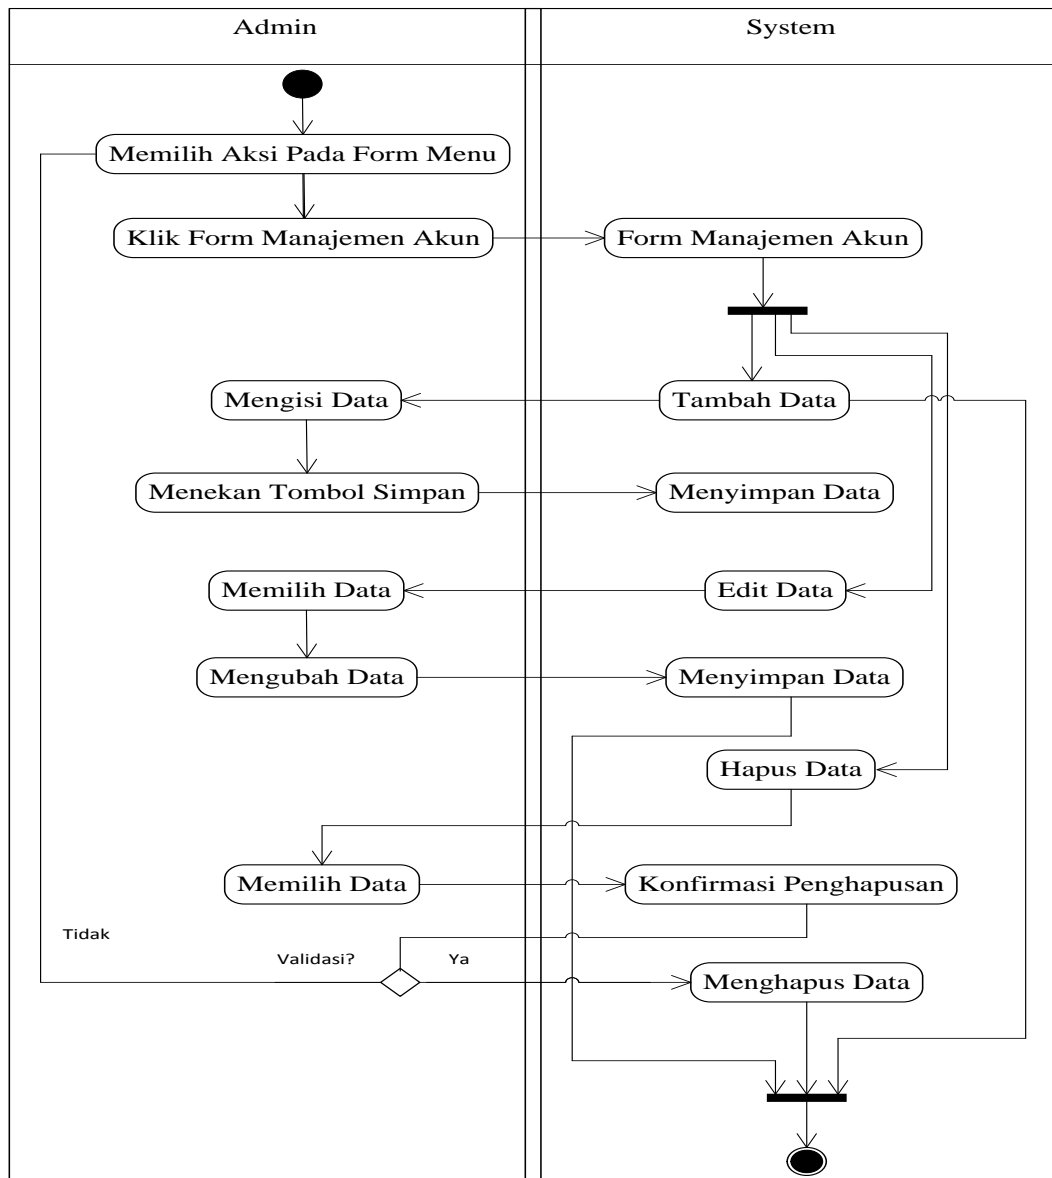 Admin
System
Memilih Aksi Pada Form Menu
Klik Form Manajemen Akun
Form Manajemen Akun
Mengisi Data
Tambah Data
Menekan Tombol Simpan
Menyimpan Data
Memilih Data
Edit Data
Mengubah Data
Menyimpan Data
Hapus Data
Memilih Data
Konfirmasi Penghapusan
Tidak
Validasi?
Ya
Menghapus Data